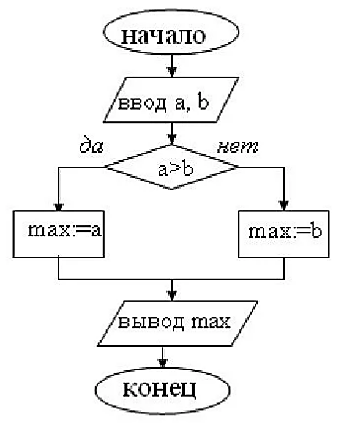 начало
ввод a, b
да
нет
a>b
max:=a
max:=b
вывод max
конец